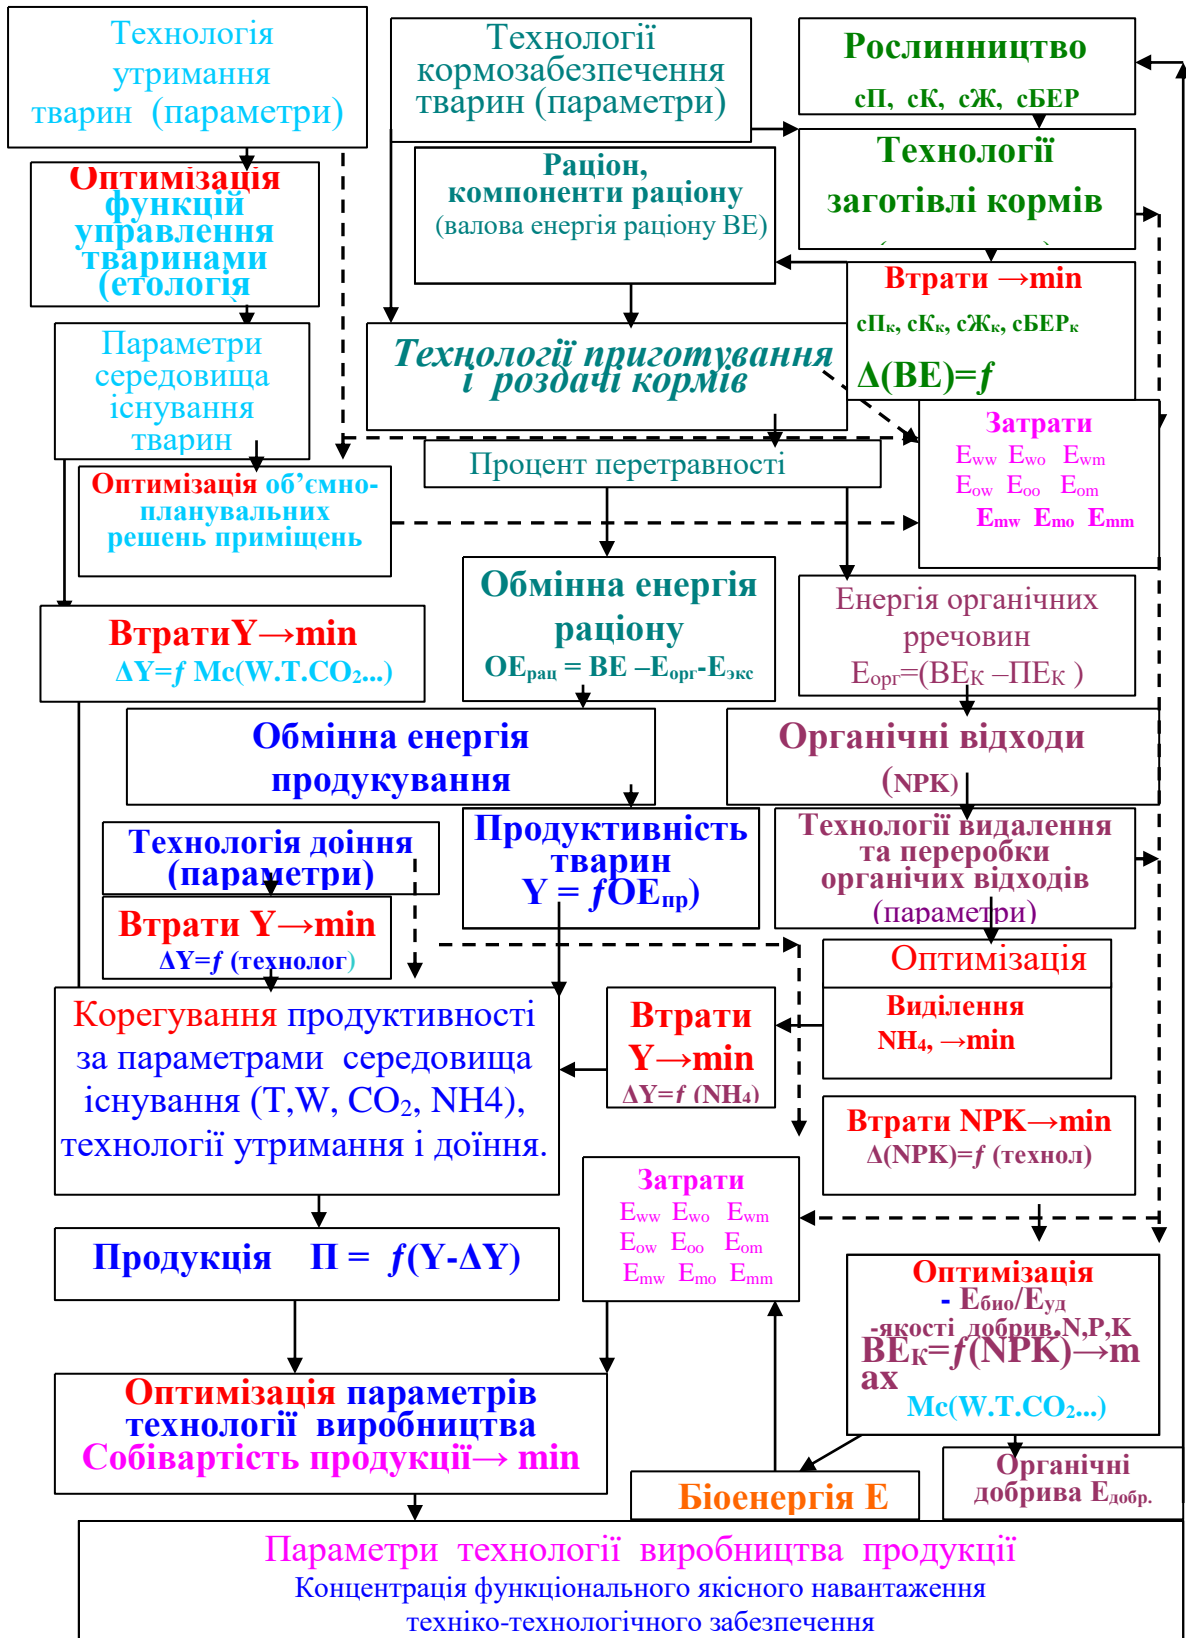 Технологія
утримання
тварин (параметри)
Технології
кормозабезпечення
тварин (параметри)
Рослинництво
сП, сК, сЖ, сБЕР
Оптимізація
функцій
управління
тваринами
(етологія
Раціон,
компоненти раціону
(валова енергія раціону ВЕ)
Технології
заготівлі кормів
Втрати →min
сПк, сКк, сЖк, сБЕРк
Δ(ВЕ)=f
Параметри
середовища
існування
тварин
Технології приготування
і роздачі кормів
Затрати
Eww Ewo Ewm
Eow Eoo Eom
Emw Emo Emm
Процент перетравності
Оптимізація об’ємно-
планувальних
решень приміщень
Обмінна енергія
раціону
ОЕрац = ВЕ –Еорг-Еэкс
Енергія органічних
рречовин
Еорг=(ВЕК –ПЕК )
ВтратиY→min
ΔY=f Мс(W.T.CO₂...)
Обмінна енергія
продукування
Органічні відходи
(NPK)
Технологія доіння
(параметри)
Продуктивність
тварин
Y = fОЕпр)
Технології видалення
та переробки
органічих відходів
(параметри)
Втрати Y→min
ΔY=f (технолог)
Оптимізація
Виділення
NH₄, →min
Корегування продуктивності
за параметрами середовища
існування (T,W, CO₂, NH4),
технології утримання і доїння.
Втрати
Y→min
ΔY=f (NH₄)
Втрати NPK→min
Δ(NPK)=f (технол)
Затрати
Eww Ewo Ewm
Eow Eoo Eom
Emw Emo Emm
Продукція П = f(Y-ΔY)
Оптимізація
- Ебио/Еуд
-якості добрив N,P,K
ВЕК=f(NPK)→m
ax
Мс(W.T.CO₂...)
Оптимізація параметрів
технології виробництва
Собівартість продукції→ min
Біоенергія Е
Органічні
добрива Едобр.
Параметри технології виробництва продукції
Концентрація функціонального якісного навантаження
техніко-технологічного забезпечення